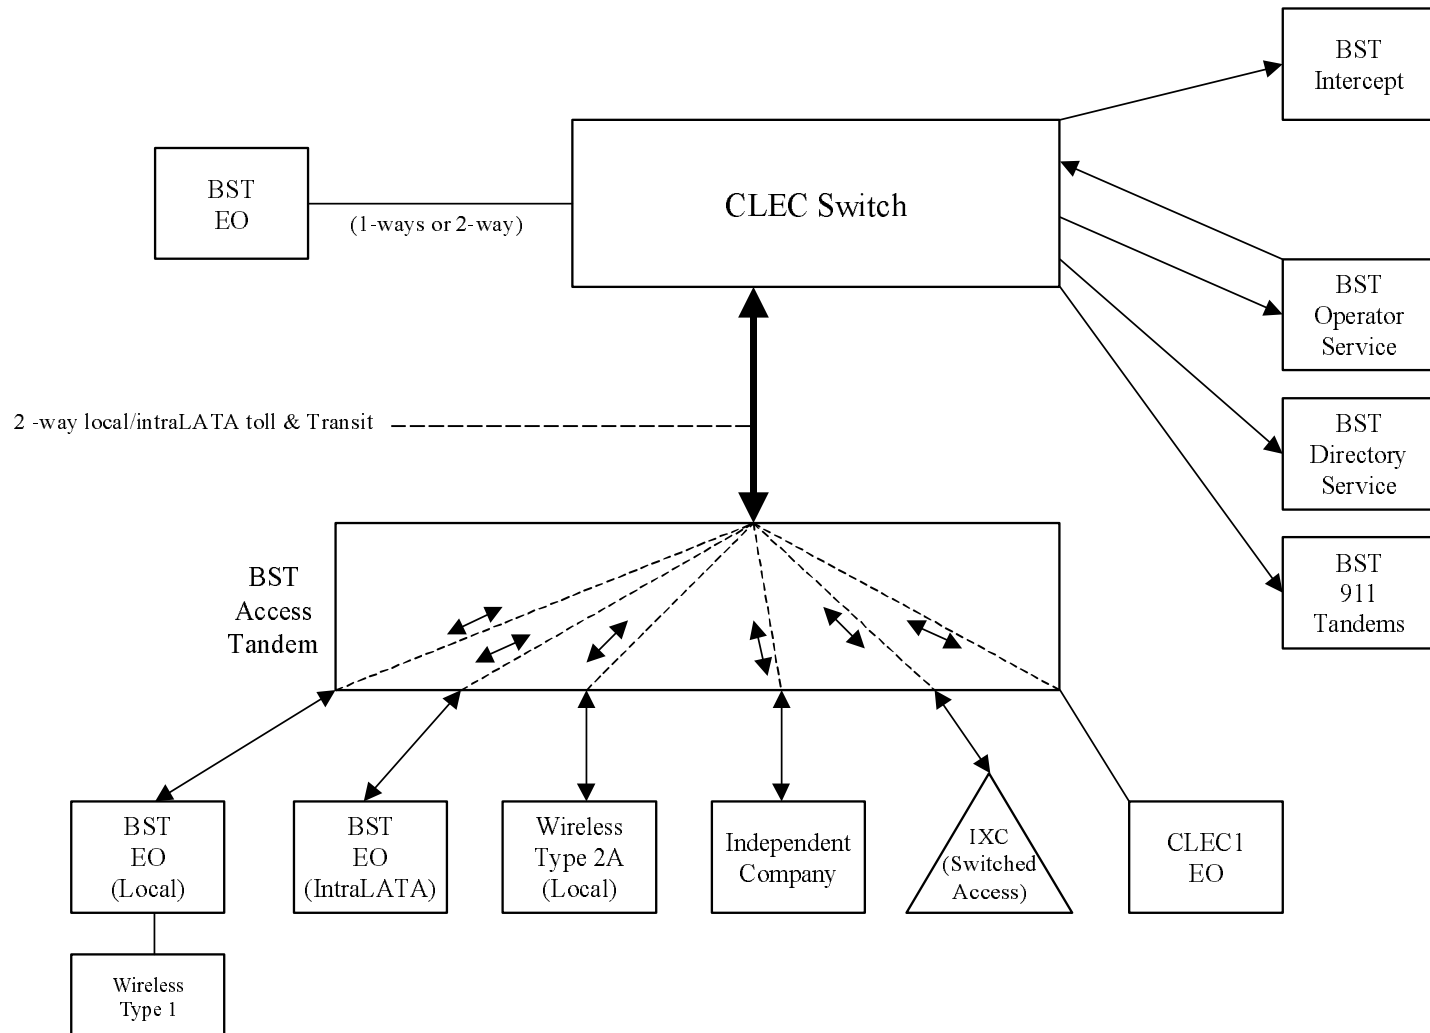 BST
Intercept
BST
EO
(1-ways or 2-way)
CLEC Switch
BST
Operator
Service
2 -way local/intraLATA toll & Transit
BST
Directory
Service
BST
Access
Tandem
BST
911
Tandems
BST
EO
(Local)
BST
EO
(IntraLATA)
Wireless
Type 2A
(Local)
Independent
Company
IXC
(Switched
Access)
CLEC1
EO
Wireless
Type 1